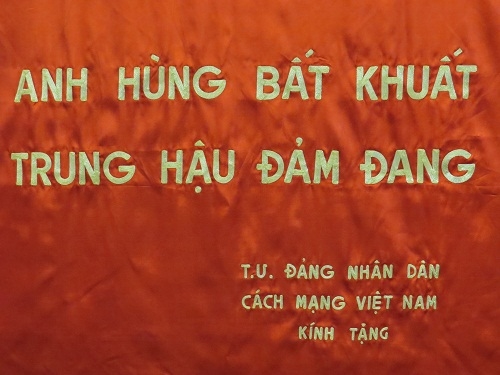 ANH HÙNG BẤT KHUẤT
TRUNG HẬU ĐẢM ĐANG
T.Ư. ĐẢNG NHÂN DÂN
CÁCH MẠNG VIỆT NAM
KÍNH TẶNG